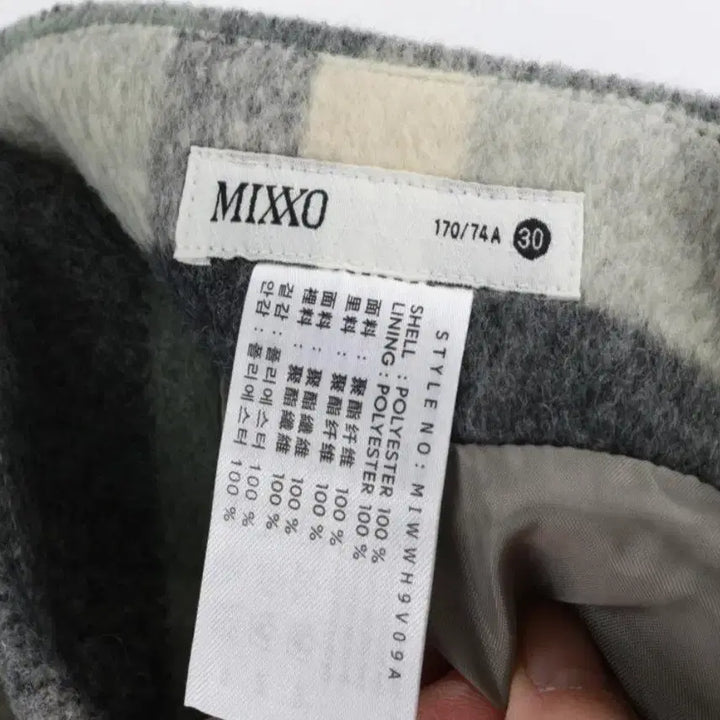 MIXXO
170/74A 30
STYLE NO: MIWWH9V09A
SHELL : POLYESTER 100 %
LINING : POLYESTER 100 %
面料 : 聚酯纤维 100 %
里料 : 聚酯纤维 100 %
面料 : 聚酯纖維 100 %
裡料 : 聚酯纖維 100 %
겉감 : 폴리에스터 100 %
안감 : 폴리에스터 100 %